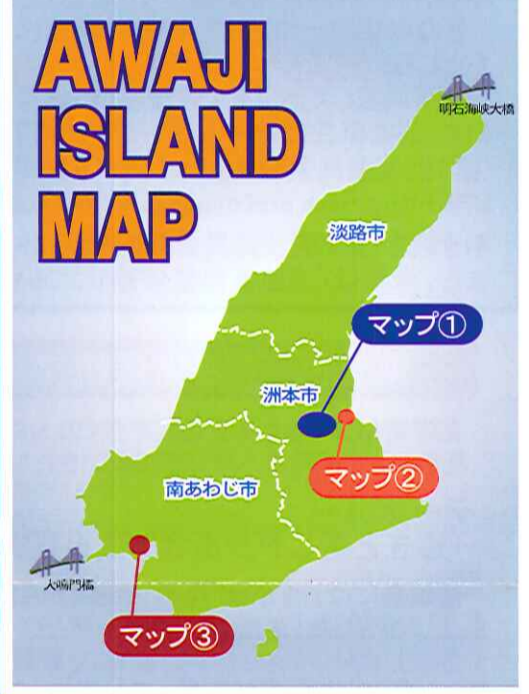 AWAJI
ISLAND
MAP
明石海峡大橋
淡路市
マップ①
洲本市
マップ②
南あわじ市
大鳴門橋
マップ③